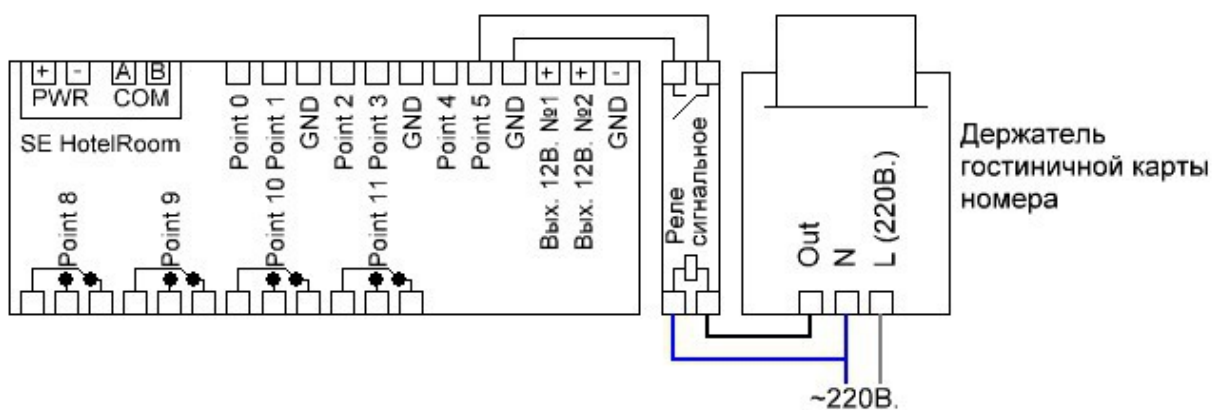 + - A B
PWR COM
SE HotelRoom
Point 0
Point 1
GND
Point 2
Point 3
GND
Point 4
Point 5
GND
+
Вых. 12В. №1
+
Вых. 12В. №2
-
GND
Point 8
Point 9
Point 10
Point 11
Реле
сигнальное
Держатель
гостиничной карты
номера
Out
N
L (220В.)
~220В.